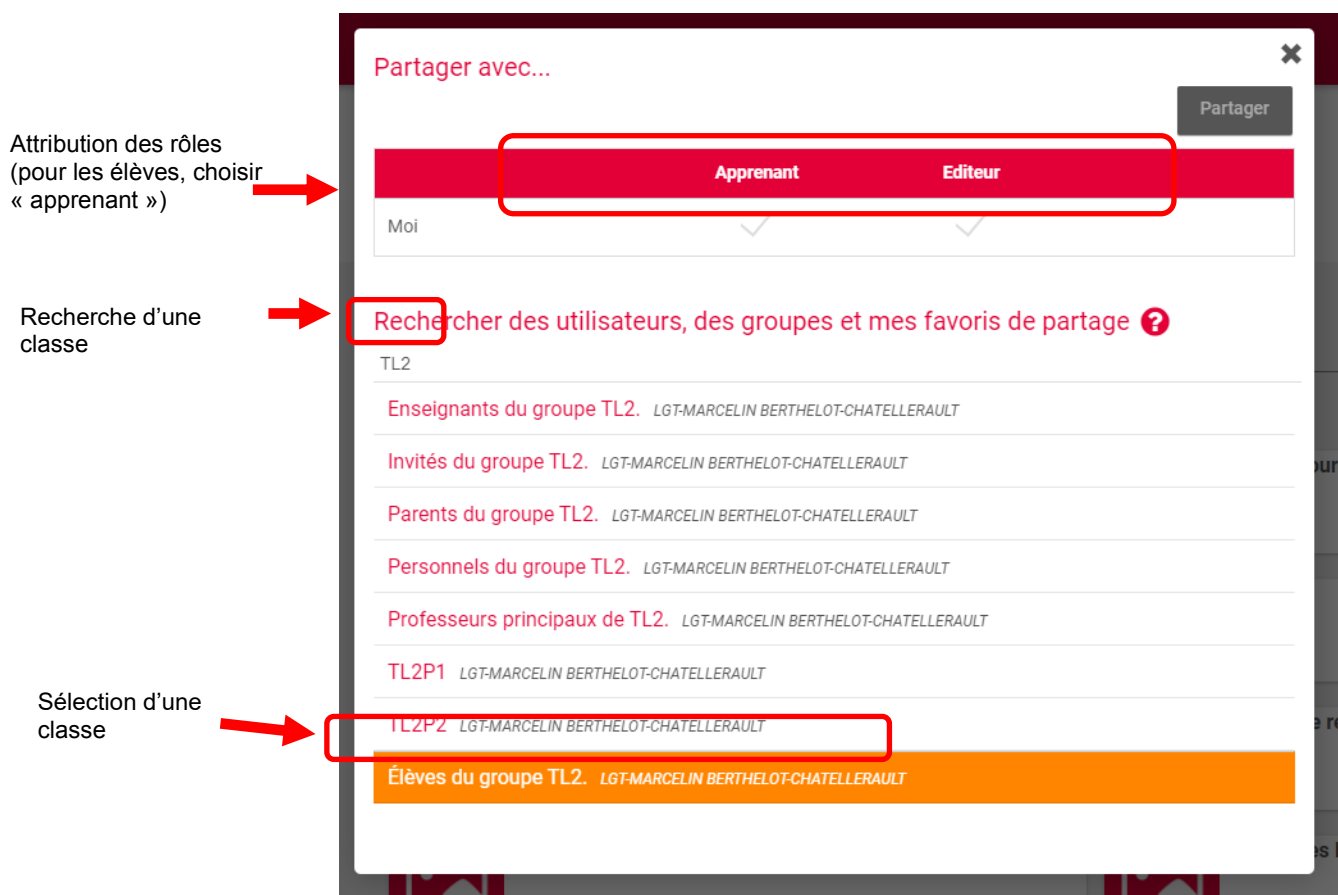 Partager avec...
Partager
Attribution des rôles
(pour les élèves, choisir
« apprenant »)
Apprenant Editeur
Moi
Recherche d’une
classe
Rechercher des utilisateurs, des groupes et mes favoris de partage ?
TL2
Enseignants du groupe TL2. LGT-MARCELIN BERTHELOT-CHATELLERAULT
Invités du groupe TL2. LGT-MARCELIN BERTHELOT-CHATELLERAULT
Parents du groupe TL2. LGT-MARCELIN BERTHELOT-CHATELLERAULT
Personnels du groupe TL2. LGT-MARCELIN BERTHELOT-CHATELLERAULT
Professeurs principaux de TL2. LGT-MARCELIN BERTHELOT-CHATELLERAULT
TL2P1 LGT-MARCELIN BERTHELOT-CHATELLERAULT
Sélection d’une
classe
TL2P2 LGT-MARCELIN BERTHELOT-CHATELLERAULT
Élèves du groupe TL2. LGT-MARCELIN BERTHELOT-CHATELLERAULT